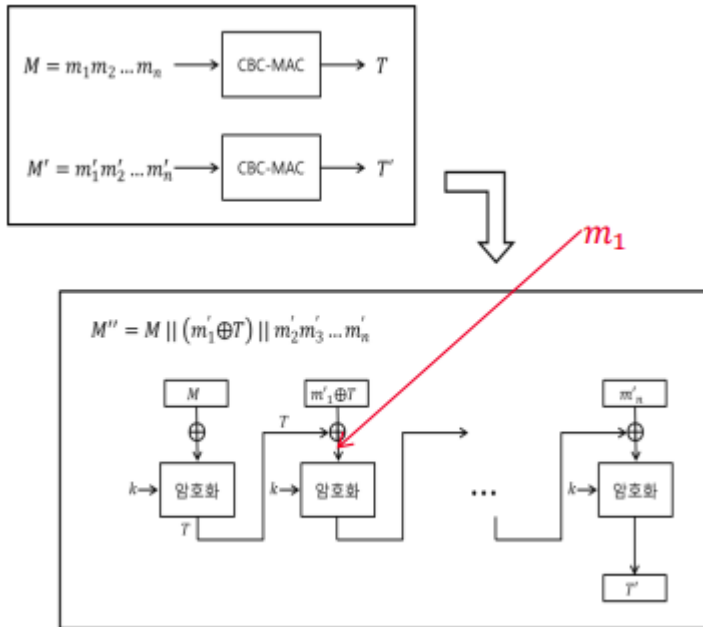 M = m₁m₂ … mₙ CBC-MAC T
M′ = m′₁m′₂ … m′ₙ CBC-MAC T′
m₁
M″ = M || (m′₁⊕T) || m′₂m′₃ … m′ₙ
M m′₁⊕T m′ₙ
T
k 암호화 k 암호화 … k 암호화
T
T′